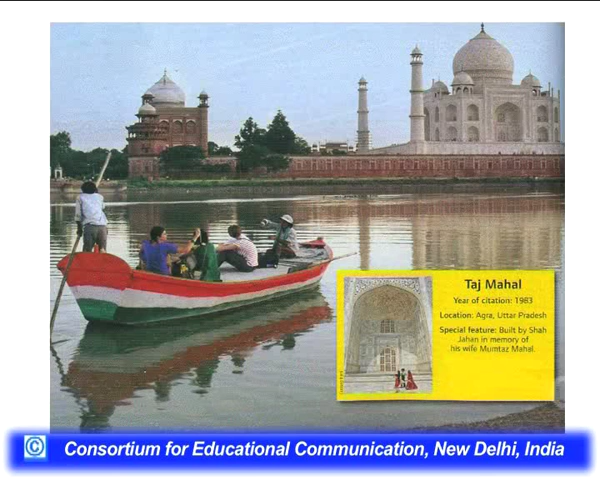 Taj Mahal
Year of citation: 1983
Location: Agra, Uttar Pradesh
Special feature: Built by Shah
Jahan in memory of
his wife Mumtaz Mahal.
© Consortium for Educational Communication, New Delhi, India